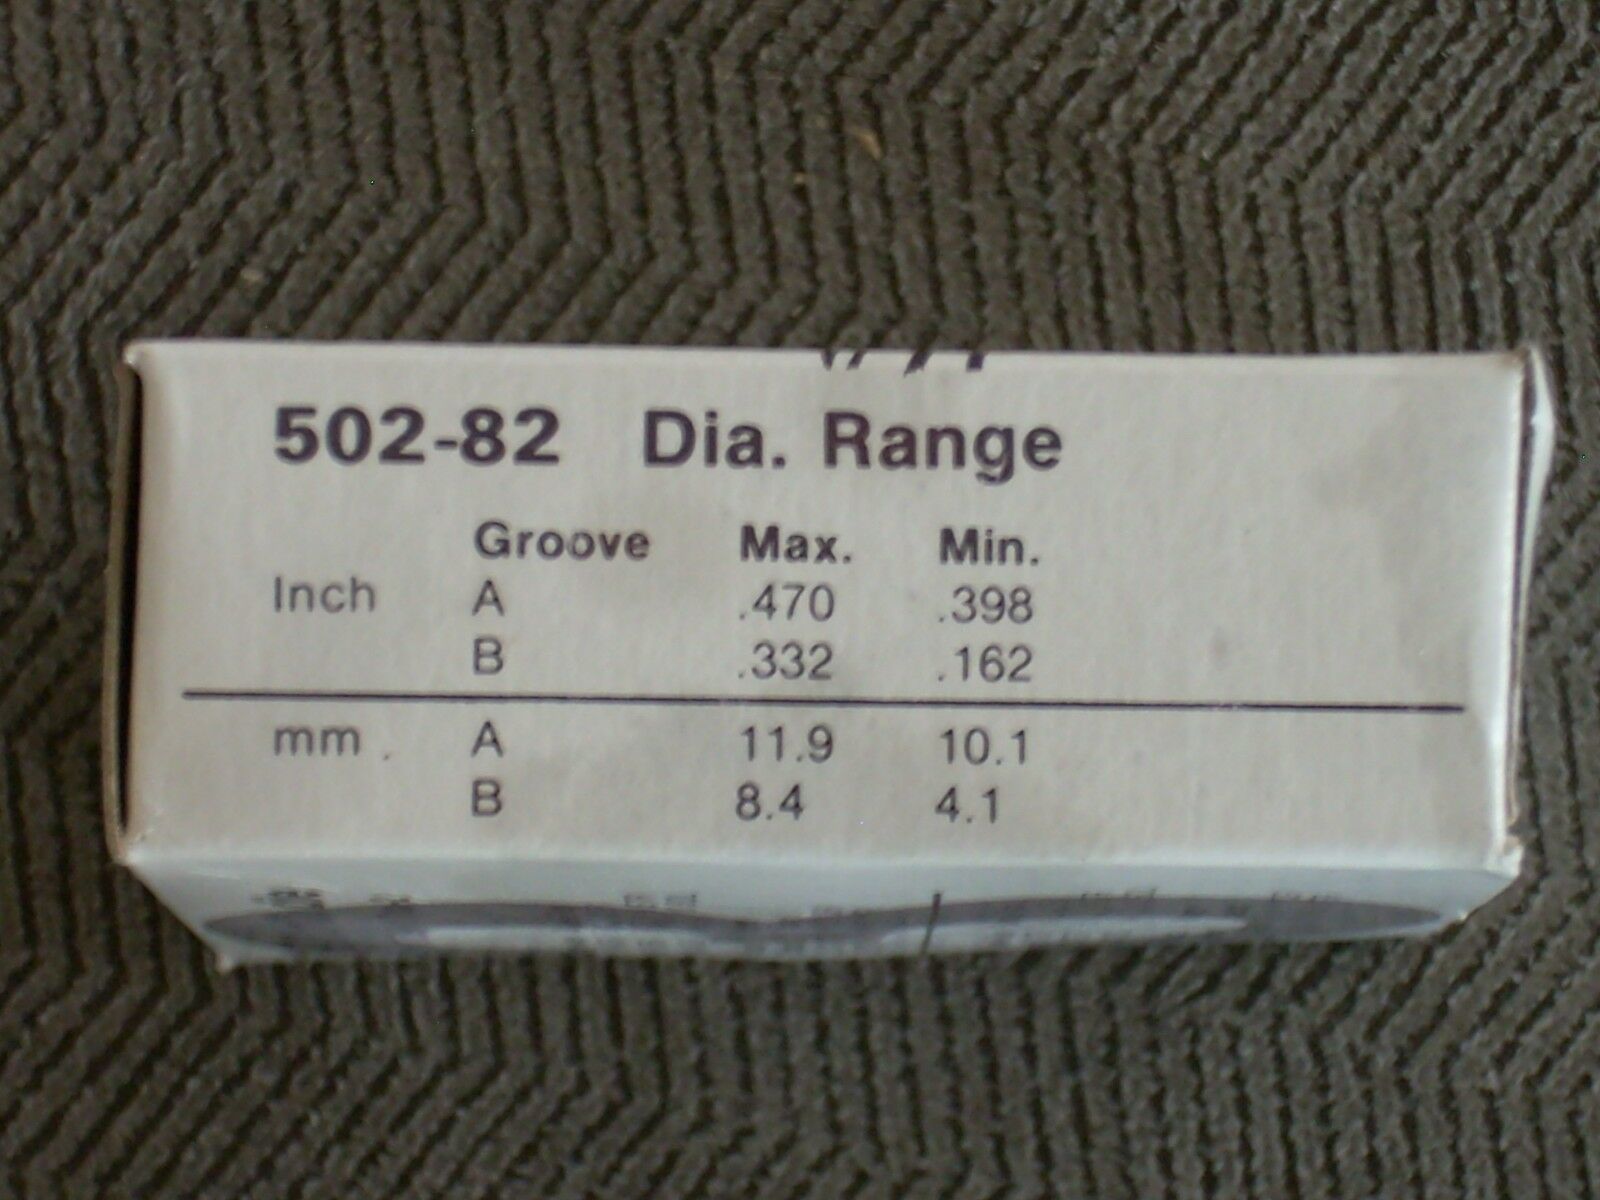 502-82 Dia. Range
Groove Max. Min.
Inch A .470 .398
B .332 .162
mm A 11.9 10.1
B 8.4 4.1